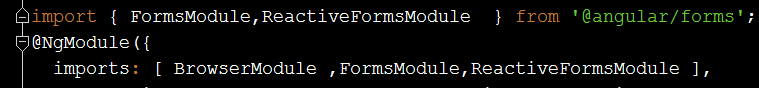 import { FormsModule,ReactiveFormsModule  } from '@angular/forms';
@NgModule({
  imports: [ BrowserModule ,FormsModule,ReactiveFormsModule ],